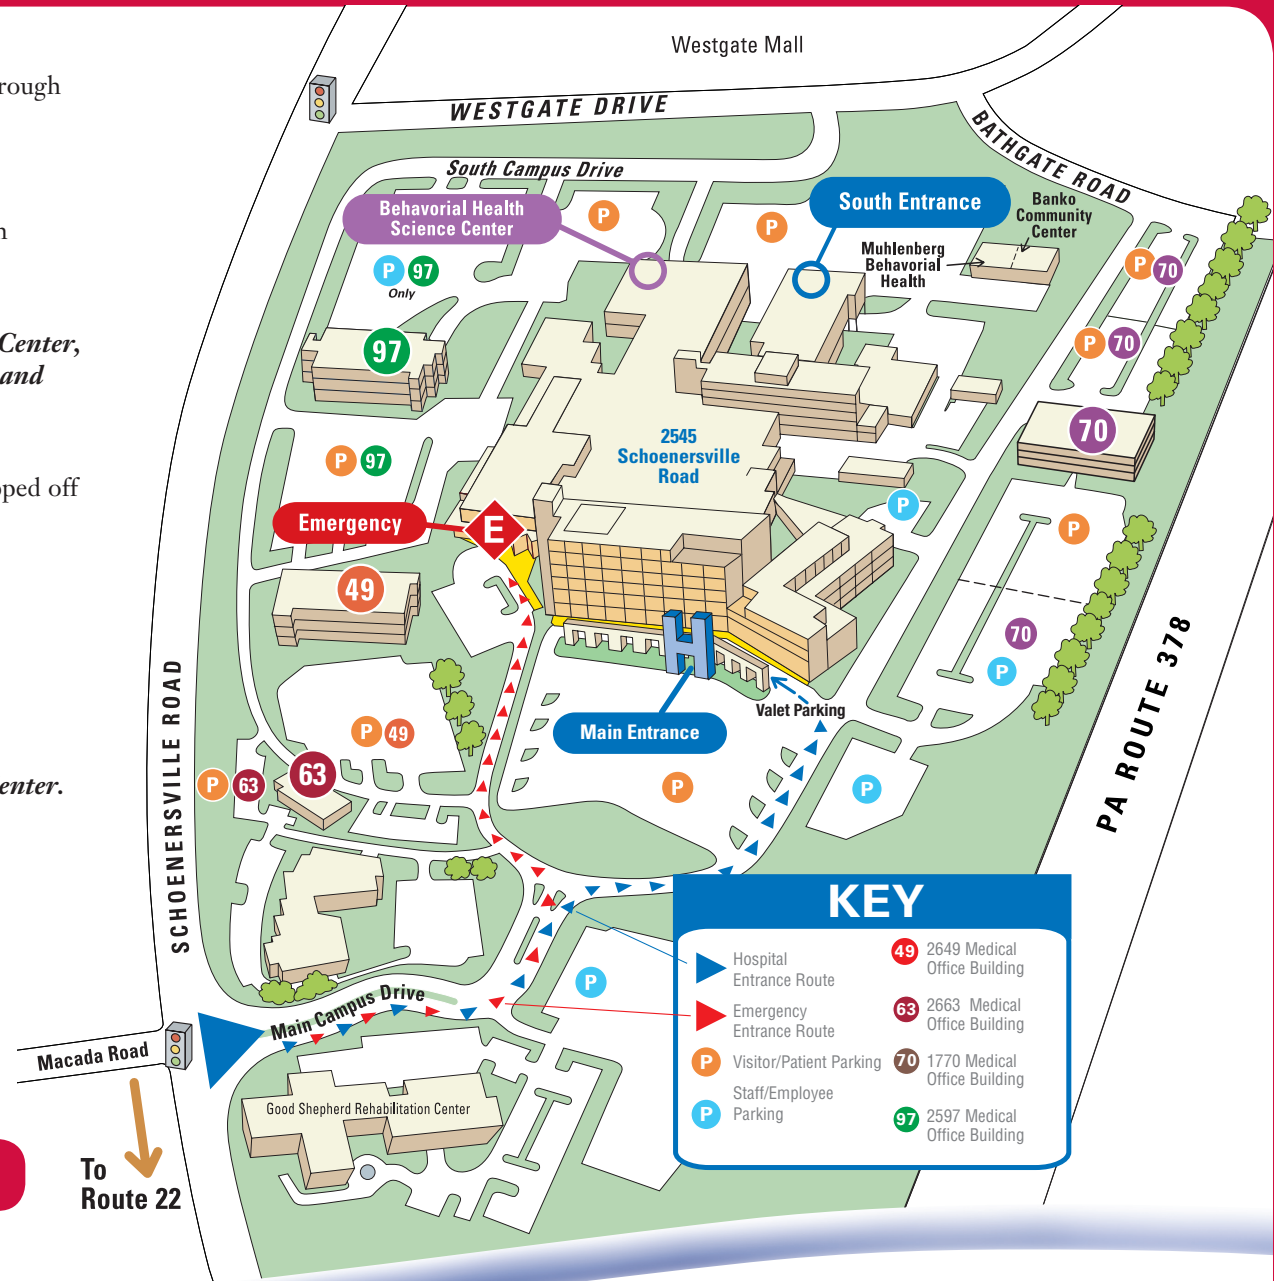 rough
n
Center,
and
ped off
enter.
Westgate Mall
WESTGATE DRIVE
BATHGATE ROAD
South Campus Drive
Behavorial Health
Science Center
P
P
South Entrance
Banko
Community
Center
Muhlenberg
Behavorial
Health
P 97
Only
P 70
P 70
97
70
2545
Schoenersville
Road
P 97
P
P
Emergency
E
49
70
P
H
Valet Parking
Main Entrance
P 49
P 63
63
P
P
SCHOENERSVILLE ROAD
PA ROUTE 378
P
Main Campus Drive
Macada Road
Good Shepherd Rehabilitation Center
To
Route 22
KEY
Hospital
Entrance Route
Emergency
Entrance Route
P Visitor/Patient Parking
P Staff/Employee
Parking
49 2649 Medical
Office Building
63 2663 Medical
Office Building
70 1770 Medical
Office Building
97 2597 Medical
Office Building